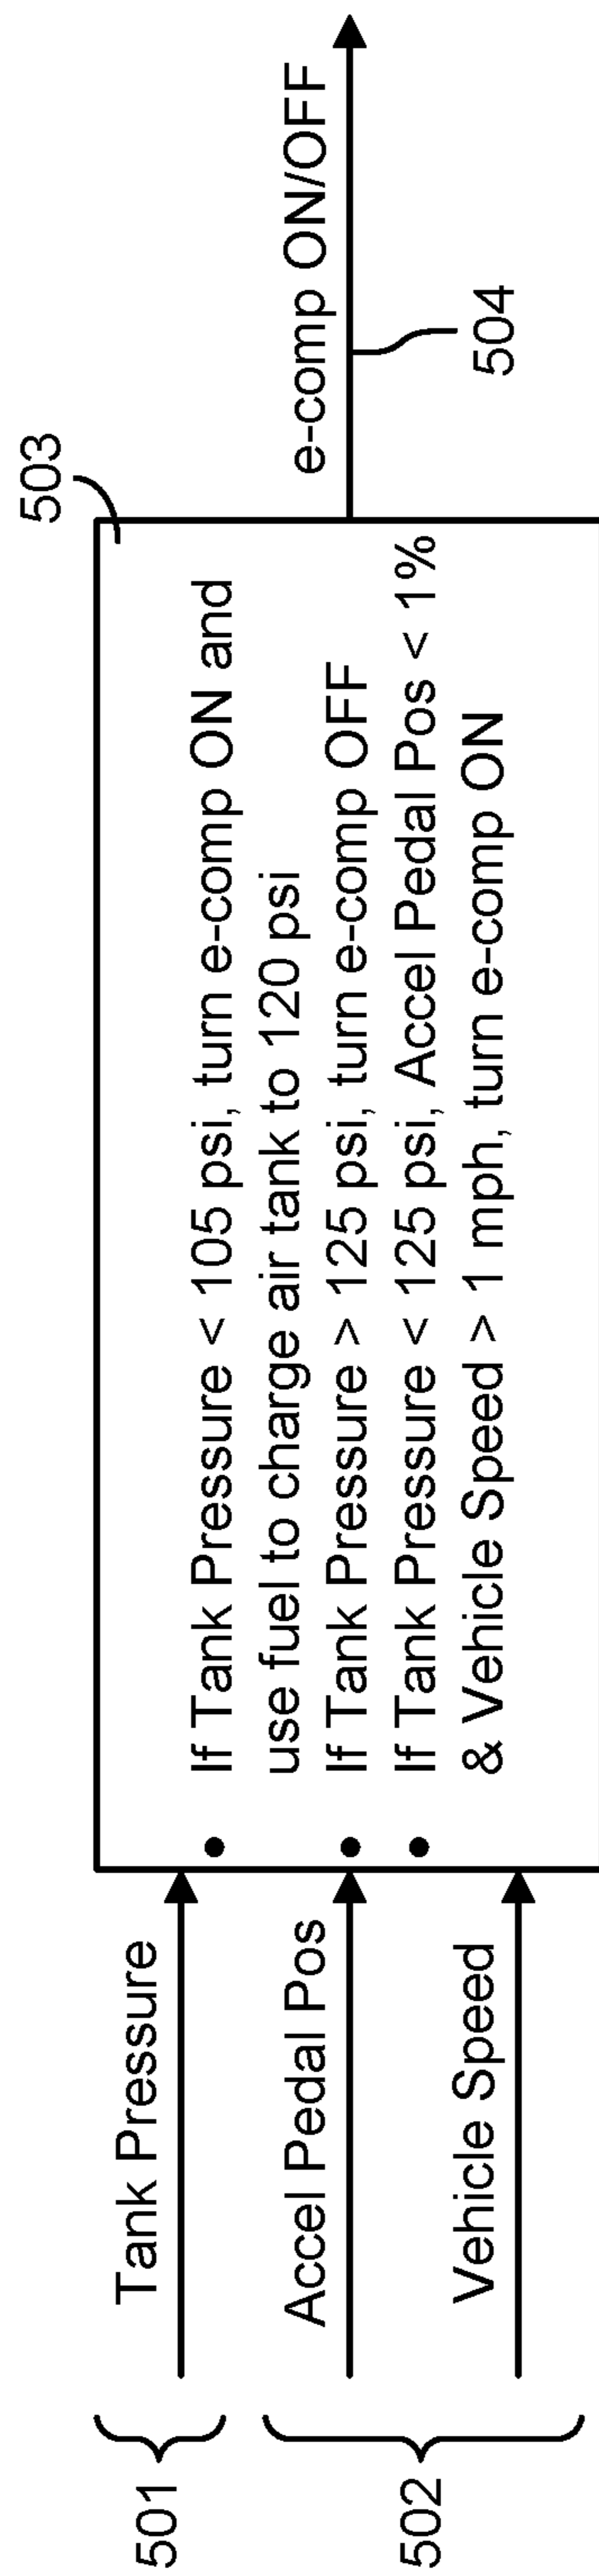 501
502
Tank Pressure
Accel Pedal Pos
Vehicle Speed
503
• If Tank Pressure < 105 psi, turn e-comp ON and
use fuel to charge air tank to 120 psi
• If Tank Pressure > 125 psi, turn e-comp OFF
• If Tank Pressure < 125 psi, Accel Pedal Pos < 1%
& Vehicle Speed > 1 mph, turn e-comp ON
e-comp ON/OFF
504